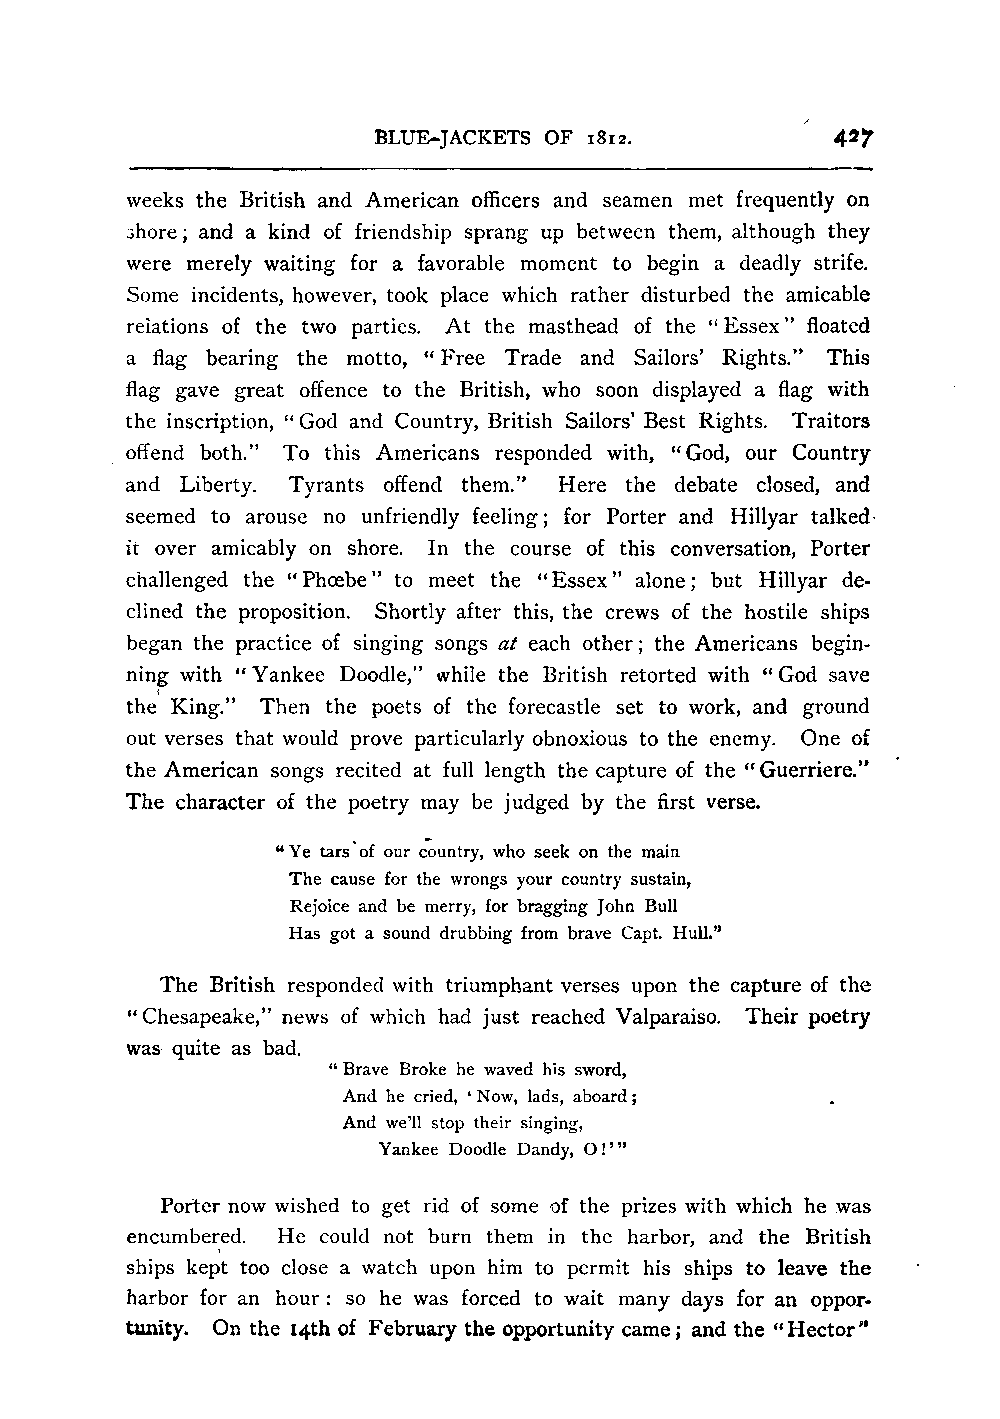 BLUE-JACKETS OF 1812. 427
weeks the British and American officers and seamen met frequently on
shore; and a kind of friendship sprang up between them, although they
were merely waiting for a favorable moment to begin a deadly strife.
Some incidents, however, took place which rather disturbed the amicable
relations of the two parties. At the masthead of the "Essex" floated
a flag bearing the motto, "Free Trade and Sailors' Rights." This
flag gave great offence to the British, who soon displayed a flag with
the inscription, "God and Country, British Sailors' Best Rights. Traitors
offend both." To this Americans responded with, "God, our Country
and Liberty. Tyrants offend them." Here the debate closed, and
seemed to arouse no unfriendly feeling; for Porter and Hillyar talked
it over amicably on shore. In the course of this conversation, Porter
challenged the "Phœbe" to meet the "Essex" alone; but Hillyar de-
clined the proposition. Shortly after this, the crews of the hostile ships
began the practice of singing songs at each other; the Americans begin-
ning with "Yankee Doodle," while the British retorted with "God save
the King." Then the poets of the forecastle set to work, and ground
out verses that would prove particularly obnoxious to the enemy. One of
the American songs recited at full length the capture of the "Guerriere."
The character of the poetry may be judged by the first verse.
"Ye tars of our country, who seek on the main
The cause for the wrongs your country sustain,
Rejoice and be merry, for bragging John Bull
Has got a sound drubbing from brave Capt. Hull."
The British responded with triumphant verses upon the capture of the
"Chesapeake," news of which had just reached Valparaiso. Their poetry
was quite as bad.
"Brave Broke he waved his sword,
And he cried, 'Now, lads, aboard;
And we'll stop their singing,
Yankee Doodle Dandy, O!'"
Porter now wished to get rid of some of the prizes with which he was
encumbered. He could not burn them in the harbor, and the British
ships kept too close a watch upon him to permit his ships to leave the
harbor for an hour: so he was forced to wait many days for an oppor-
tunity. On the 14th of February the opportunity came; and the "Hector"